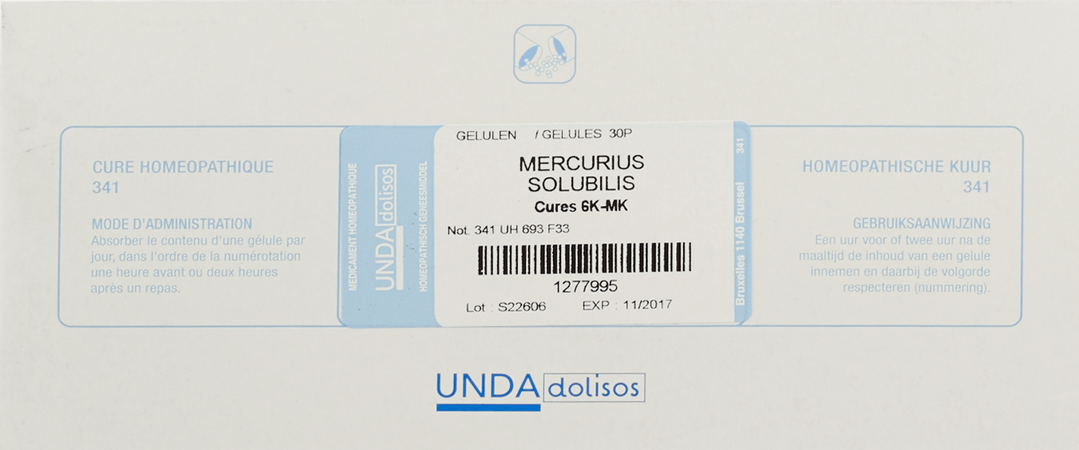 CURE HOMEOPATHIQUE
341
MODE D'ADMINISTRATION
Absorber le contenu d'une gélule par
jour, dans l'ordre de la numérotation
une heure avant ou deux heures
après un repas.
MEDICAMENT HOMEOPATHIQUE
UNDA dolisos
HOMEOPATHISCH GENEESMIDDEL
GELULEN / GELULES 30P
MERCURIUS
SOLUBILIS
Cures 6K-MK
Not. 341 UH 693 F33
1277995
Lot : S22606 EXP : 11/2017
Bruxelles 1140 Brussel 341
HOMEOPATHISCHE KUUR
341
GEBRUIKSAANWIJZING
Een uur voor of twee uur na de
maaltijd de inhoud van een gelule
innemen en daarbij de volgorde
respecteren (nummering).
UNDA dolisos